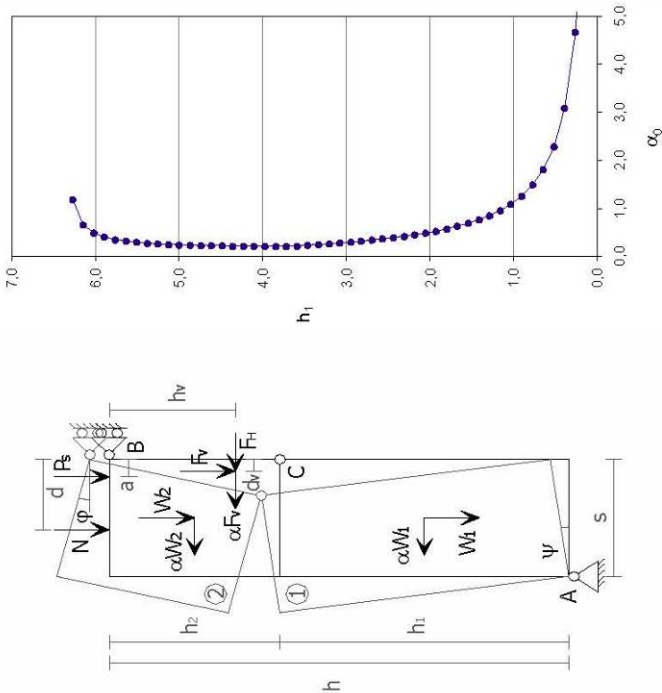 7,0
6,0
5,0
4,0
3,0
2,0
1,0
0,0
h1
0,0
1,0
2,0
3,0
4,0
5,0
α0
d
Ps
N
φ
B
a
hv
W2
αW2
Fv
FH
αFv
dv
C
2
1
h2
h1
h
αW1
W1
ψ
A
s